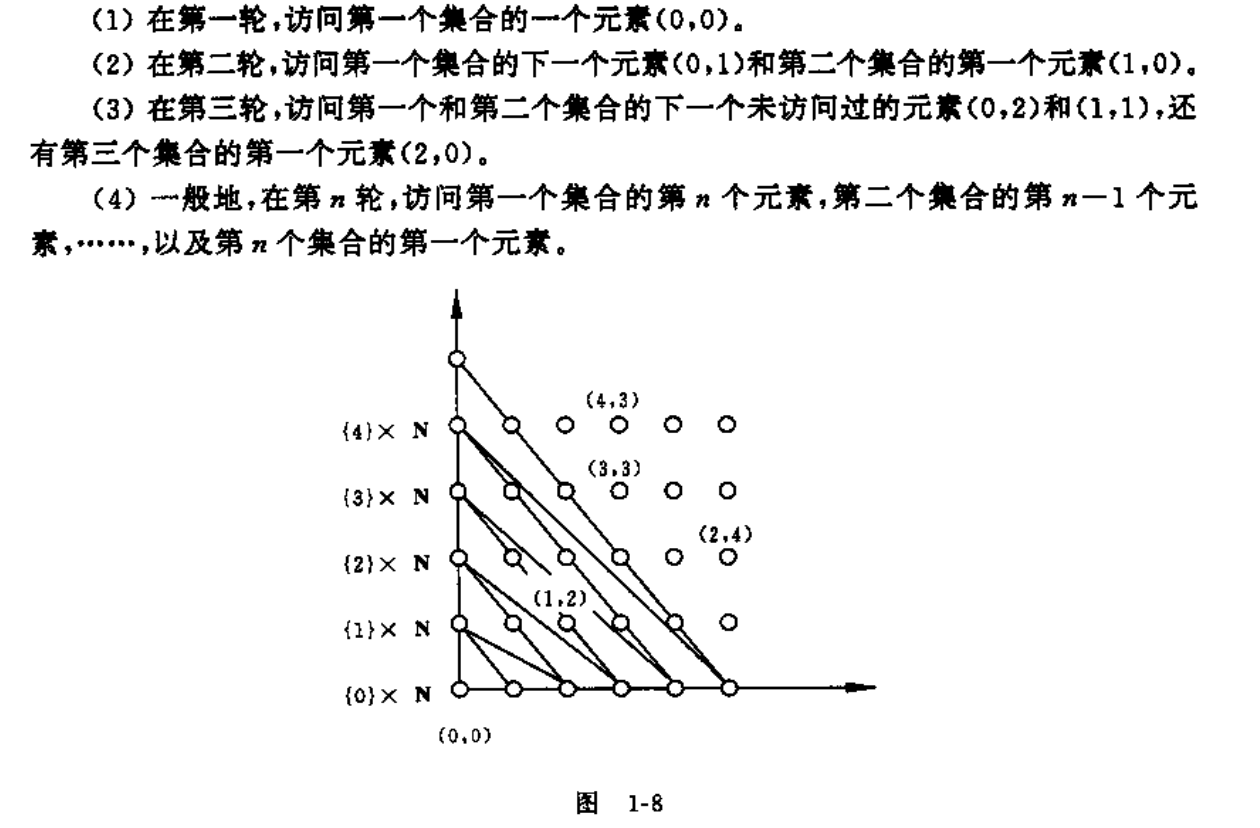 (1) 在第一轮,访问第一个集合的一个元素(0,0)。
(2) 在第二轮,访问第一个集合的下一个元素(0,1)和第二个集合的第一个元素(1,0)。
(3) 在第三轮,访问第一个和第二个集合的下一个未访问过的元素(0,2)和(1,1),还
有第三个集合的第一个元素(2,0)。
(4) 一般地,在第 n 轮,访问第一个集合的第 n 个元素,第二个集合的第 n-1 个元
素,……,以及第 n 个集合的第一个元素。
(4,3)
{4}× N
(3,3)
{3}× N
(2,4)
{2}× N
(1,2)
{1}× N
{0}× N
(0,0)
图 1-8